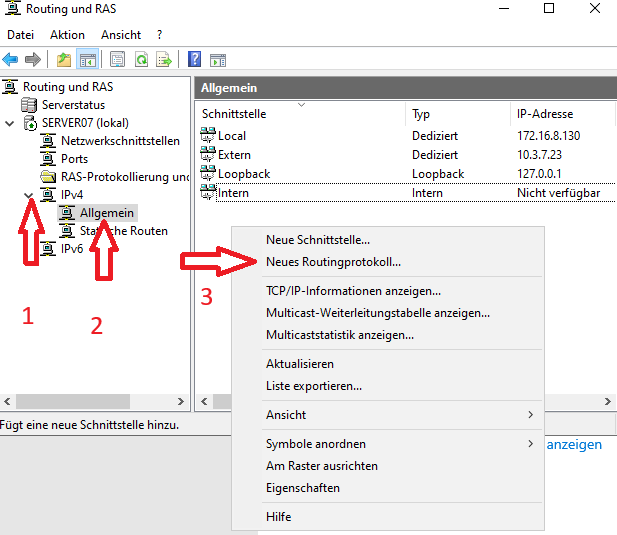 Routing und RAS
Datei Aktion Ansicht ?
Routing und RAS
Serverstatus
SERVER07 (lokal)
Netzwerkschnittstellen
Ports
RAS-Protokollierung und
IPv4
Allgemein
Statische Routen
IPv6
1
2
Allgemein
Schnittstelle Typ IP-Adresse
Local Dediziert 172.16.8.130
Extern Dediziert 10.3.7.23
Loopback Loopback 127.0.0.1
Intern Intern Nicht verfügbar
3
Neue Schnittstelle...
Neues Routingprotokoll...
TCP/IP-Informationen anzeigen...
Multicast-Weiterleitungstabelle anzeigen...
Multicaststatistik anzeigen...
Aktualisieren
Liste exportieren...
Ansicht
Symbole anordnen
Am Raster ausrichten
Eigenschaften
Hilfe
Fügt eine neue Schnittstelle hinzu.
anzeigen